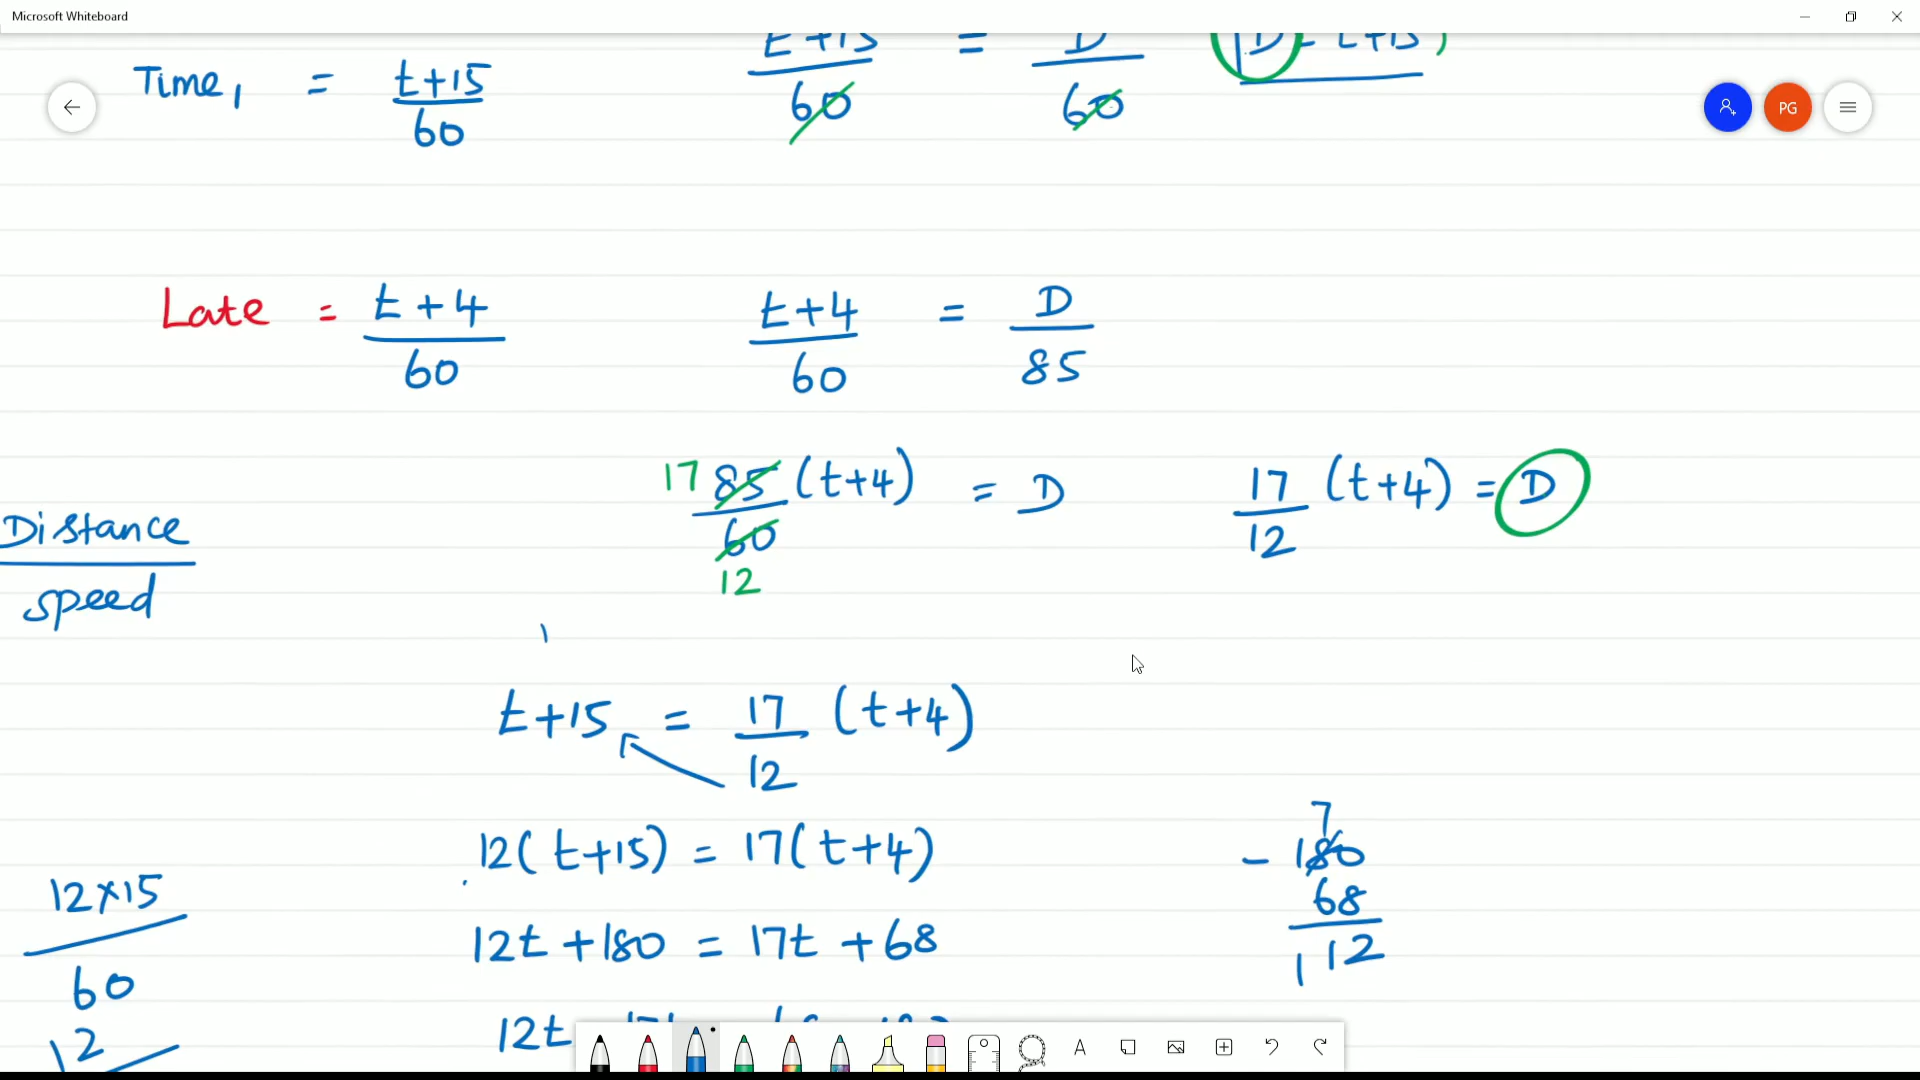 Microsoft Whiteboard
t+15 = D D = t+15
60 60
Time1 = t+15
60
PG
Late = t+4
60
t+4 = D
60 85
17 85 (t+4) = D
60
12
17 (t+4) = D
12
Distance
speed
t+15 = 17 (t+4)
12
12(t+15) = 17(t+4)
12t +180 = 17t +68
12t
7
- 180
68
112
12×15
60
12
A